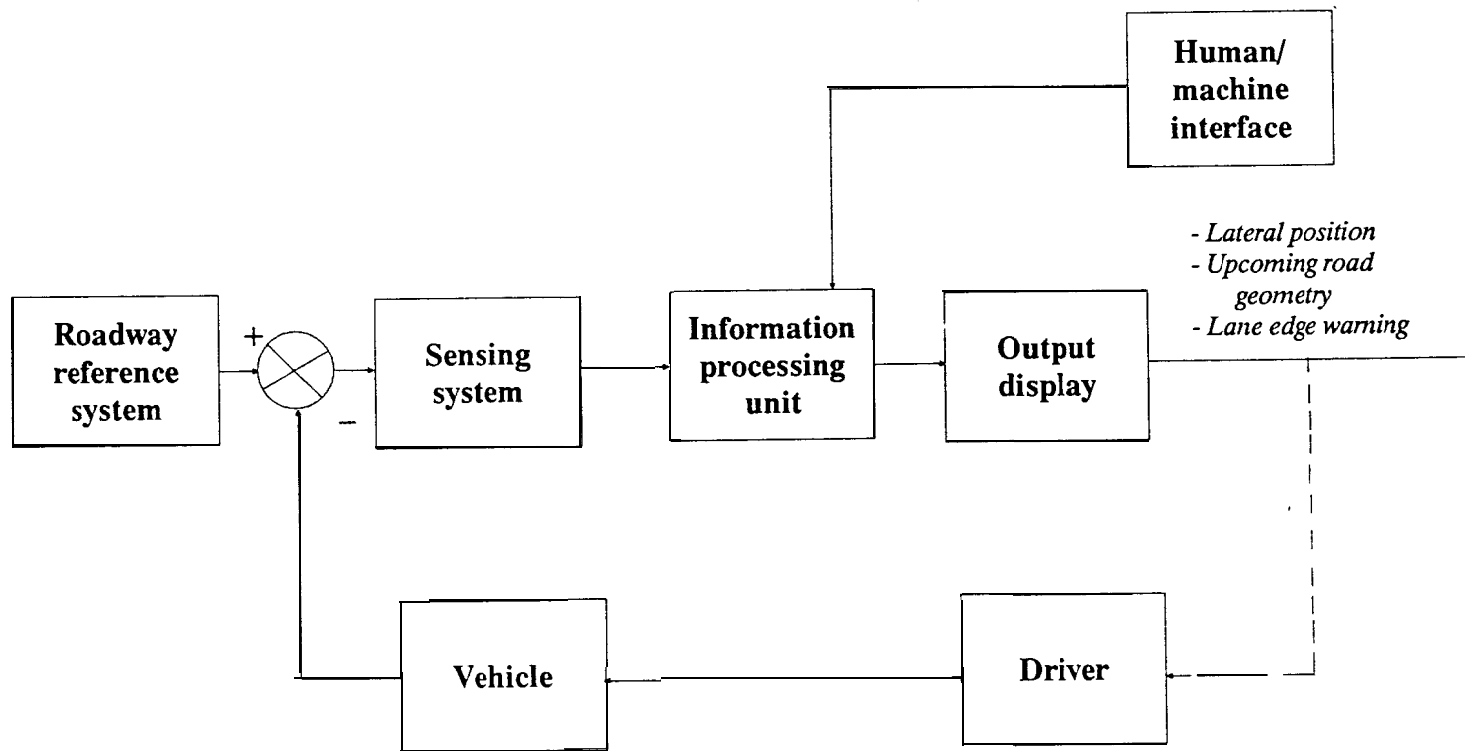 Human/
machine
interface
- Lateral position
- Upcoming road
geometry
- Lane edge warning
Roadway
reference
system
+
−
Sensing
system
Information
processing
unit
Output
display
Vehicle
Driver